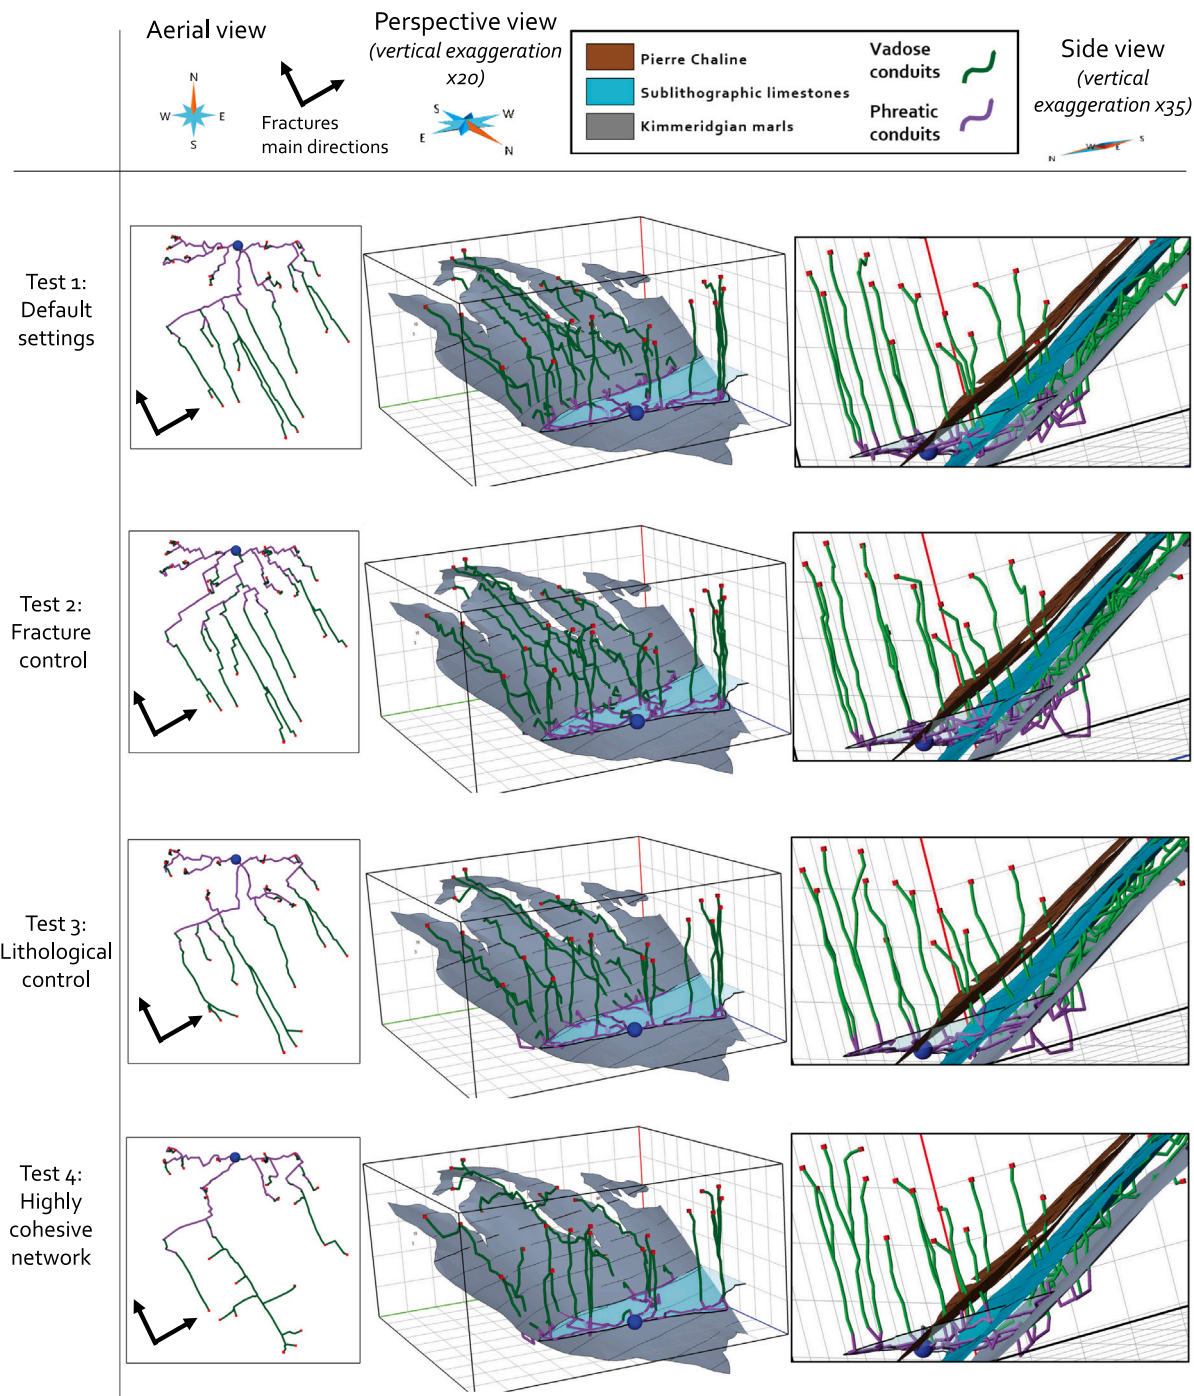 Aerial view
N
W
E
S
Fractures
main directions
Perspective view
(vertical exaggeration
x20)
S
W
E
N
Pierre Chaline
Sublithographic limestones
Kimmeridgian marls
Vadose
conduits
Phreatic
conduits
Side view
(vertical
exaggeration x35)
N
W
E
S
Test 1:
Default
settings
Test 2:
Fracture
control
Test 3:
Lithological
control
Test 4:
Highly
cohesive
network